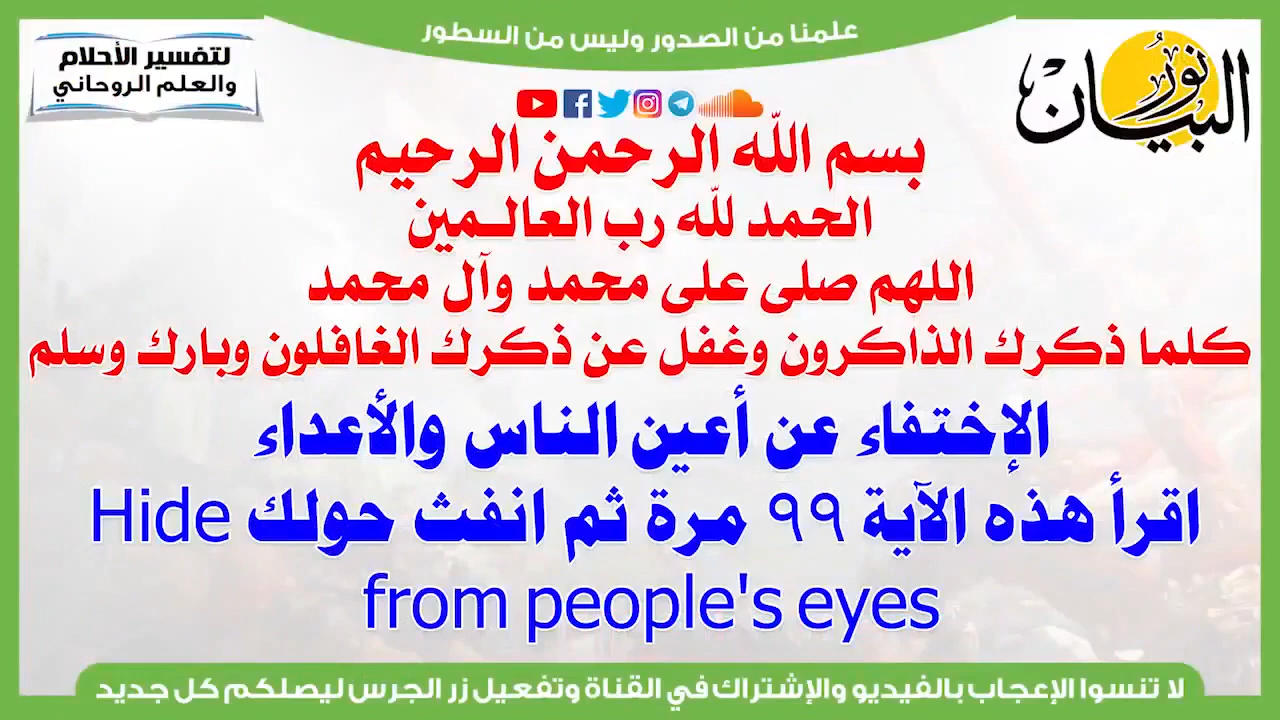 علمنا من الصدور وليس من السطور
لتفسير الأحلام
والعلم الروحاني
نور
البيان
بسم الله الرحمن الرحيم
الحمد لله رب العالـمين
اللهم صلى على محمد وآل محمد
كلما ذكرك الذاكرون وغفل عن ذكرك الغافلون وبارك وسلم
الإختفاء عن أعين الناس والأعداء
اقرأ هذه الآية ٩٩ مرة ثم انفث حولك Hide
from people's eyes
لا تنسوا الإعجاب بالفيديو والإشتراك في القناة وتفعيل زر الجرس ليصلكم كل جديد